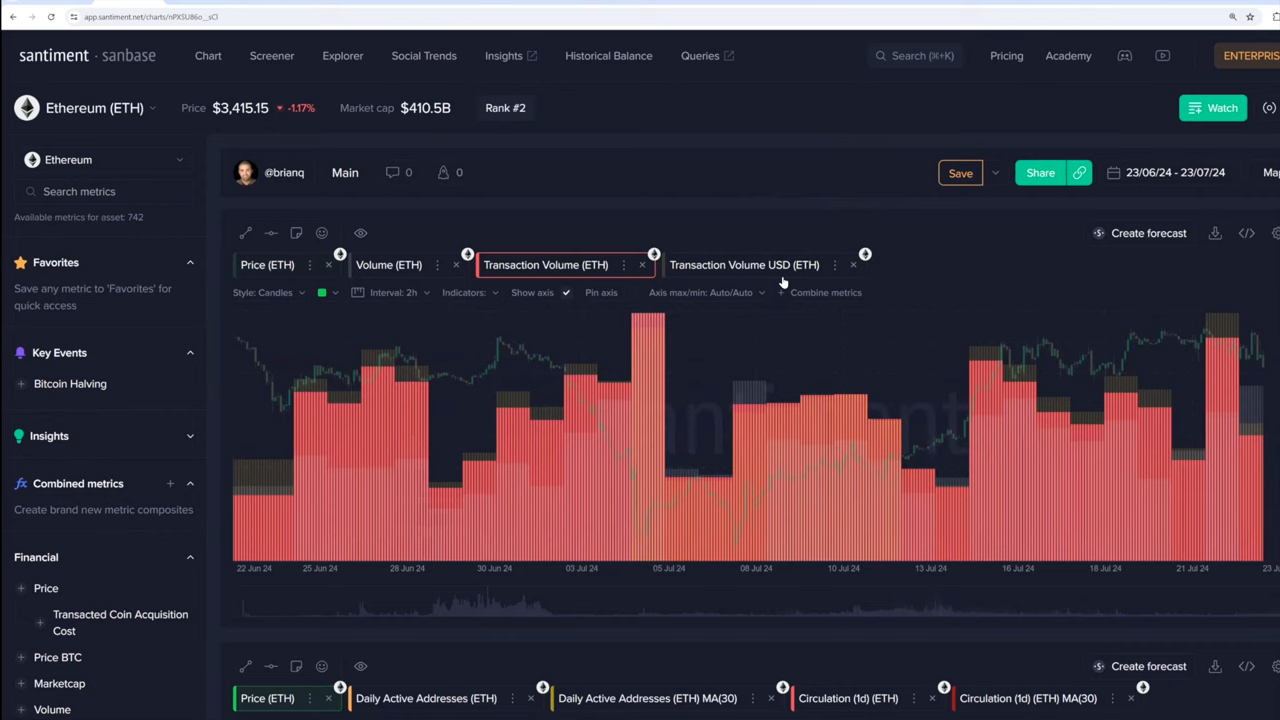 app.santiment.net/charts/nPXSU86o__sCl
santiment · sanbase
Chart
Screener
Explorer
Social Trends
Insights
Historical Balance
Queries
Search (⌘+K)
Pricing
Academy
ENTERPRIS
Ethereum (ETH)
Price $3,415.15 -1.17%
Market cap $410.5B
Rank #2
Watch
Ethereum
Search metrics
Available metrics for asset: 742
Favorites
Save any metric to 'Favorites' for
quick access
Key Events
Bitcoin Halving
Insights
Combined metrics
Create brand new metric composites
Financial
Price
Transacted Coin Acquisition
Cost
Price BTC
Marketcap
Volume
@brianq
Main
0
0
Save
Share
23/06/24 - 23/07/24
Create forecast
Price (ETH)
Volume (ETH)
Transaction Volume (ETH)
Transaction Volume USD (ETH)
Style: Candles
Interval: 2h
Indicators:
Show axis
Pin axis
Axis max/min: Auto/Auto
Combine metrics
22 Jun 24
25 Jun 24
28 Jun 24
30 Jun 24
03 Jul 24
05 Jul 24
08 Jul 24
10 Jul 24
13 Jul 24
16 Jul 24
18 Jul 24
21 Jul 24
23 Ju
Create forecast
Price (ETH)
Daily Active Addresses (ETH)
Daily Active Addresses (ETH) MA(30)
Circulation (1d) (ETH)
Circulation (1d) (ETH) MA(30)